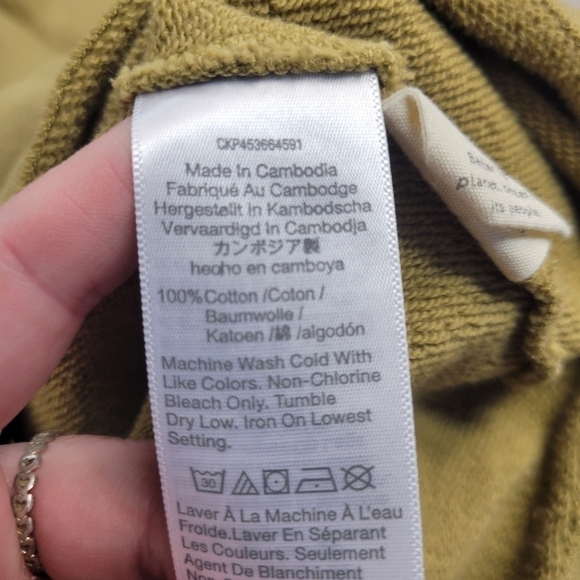 CKP453664591
Made In Cambodia
Fabriqué Au Cambodge
Hergestellt in Kambodscha
Vervaardigd In Cambodja
カンボジア製
hecho en camboya
100% Cotton /Coton /
Baumwolle /
Katoen /綿 /algodón
Machine Wash Cold With
Like Colors. Non-Chlorine
Bleach Only. Tumble
Dry Low. Iron On Lowest
Setting.
30
Laver À La Machine À L'eau
Froide.Laver En Séparant
Les Couleurs. Seulement
Agent De Blanchiment
its people.